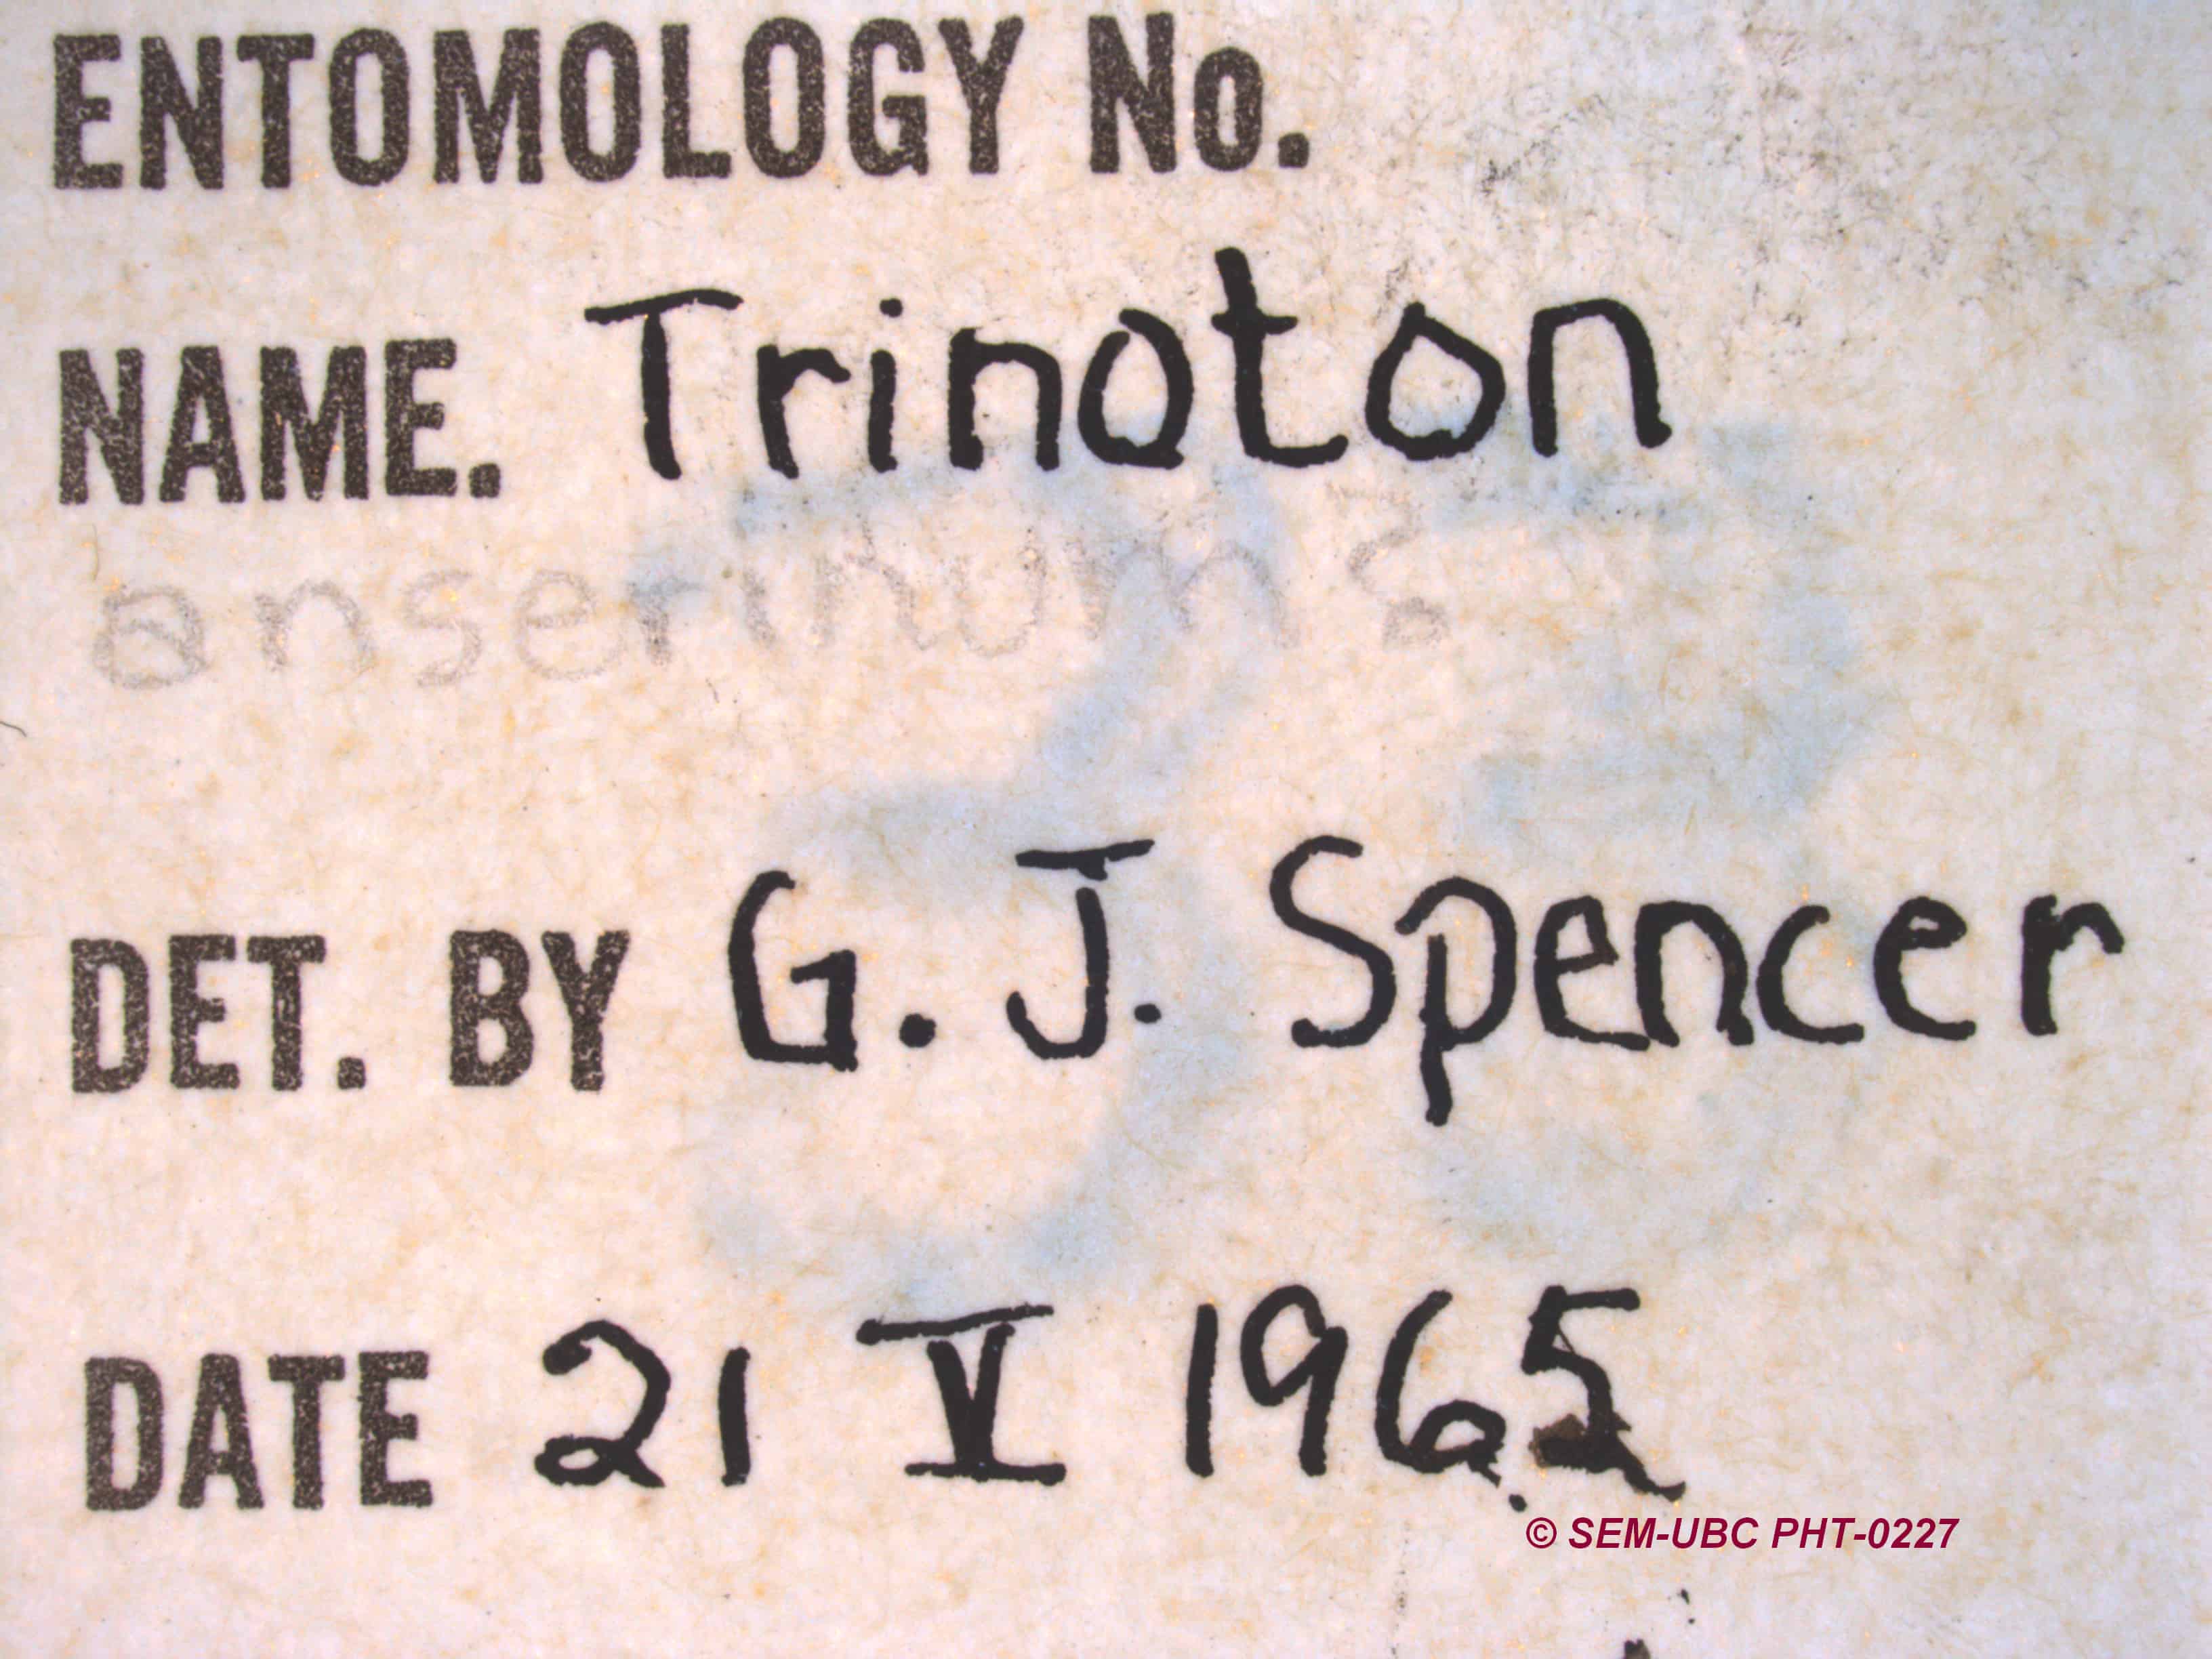 ENTOMOLOGY No.
NAME. Trinoton
anserinum?
DET. BY G. J. Spencer
DATE 21 V 1965
© SEM-UBC PHT-0227